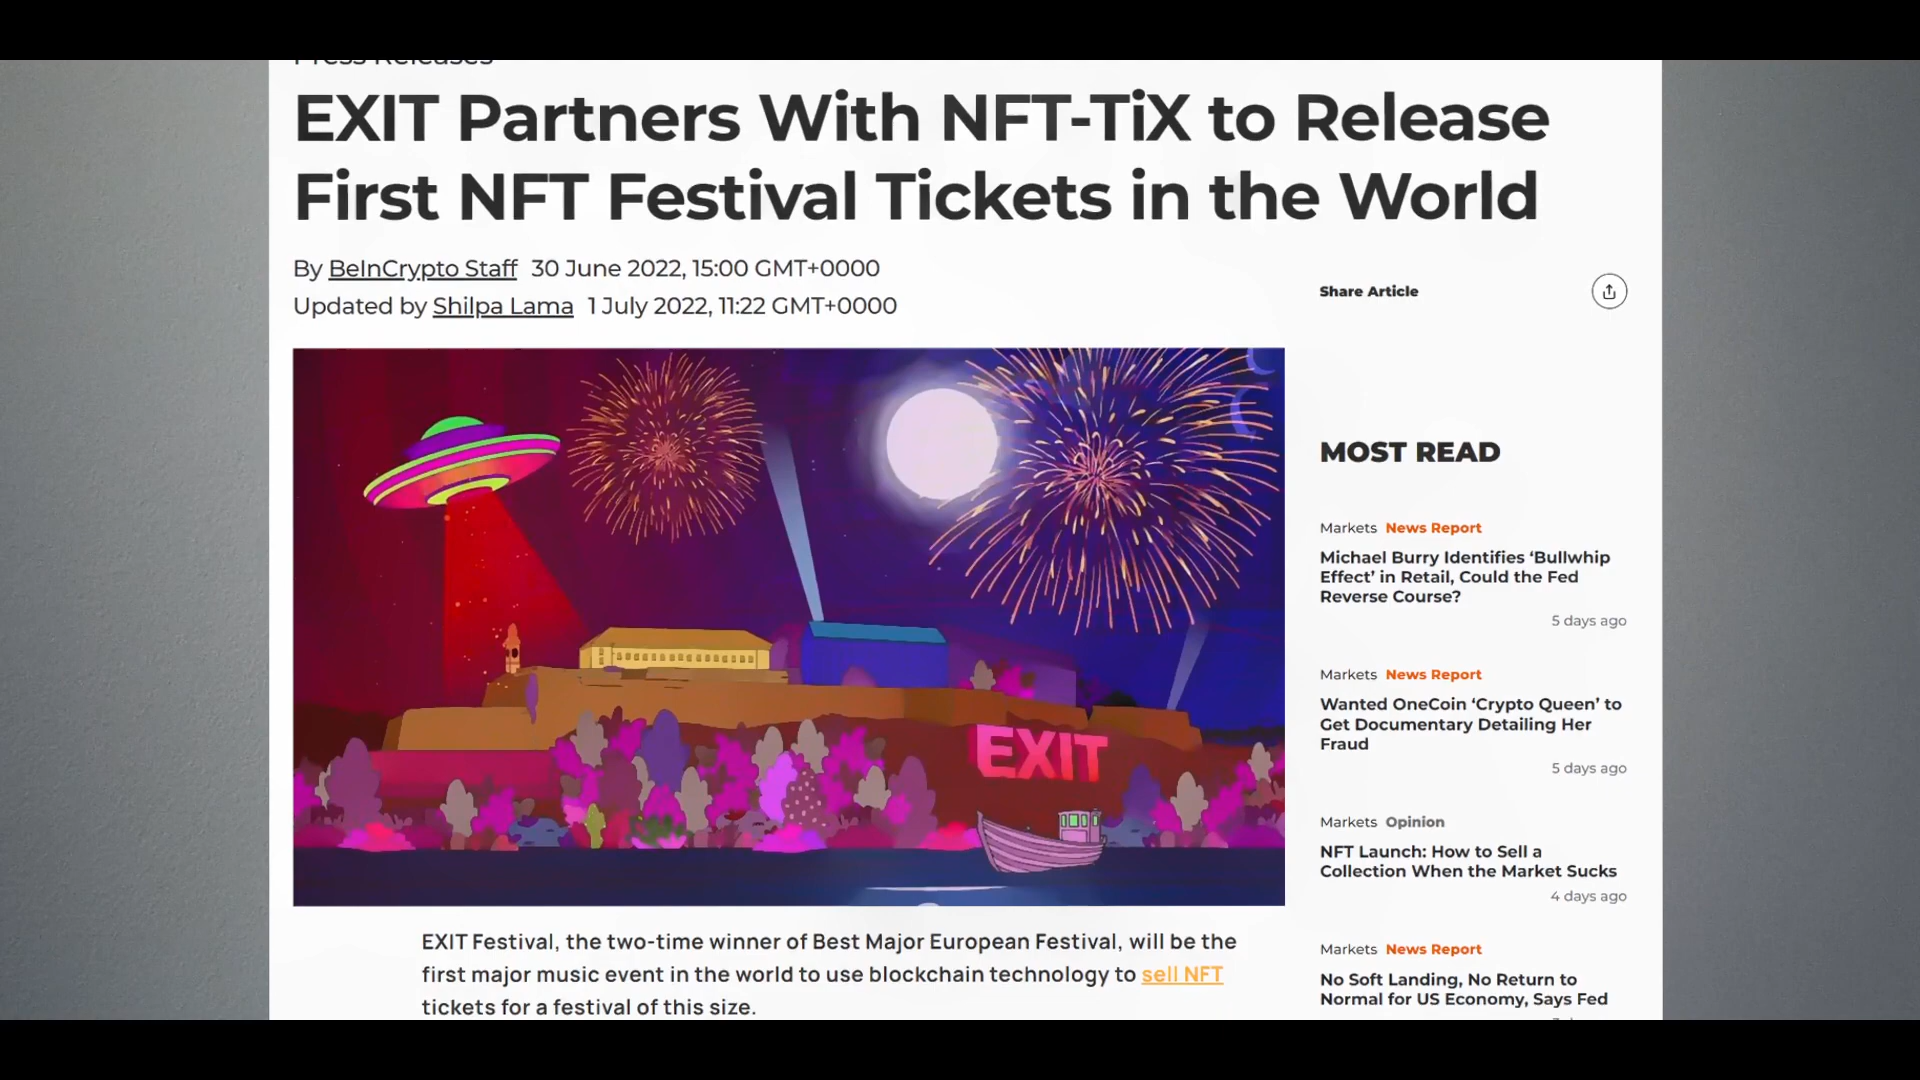 Press Releases
EXIT Partners With NFT-TiX to Release
First NFT Festival Tickets in the World
By BeInCrypto Staff 30 June 2022, 15:00 GMT+0000
Updated by Shilpa Lama 1 July 2022, 11:22 GMT+0000
Share Article
EXIT
EXIT Festival, the two-time winner of Best Major European Festival, will be the
first major music event in the world to use blockchain technology to sell NFT
tickets for a festival of this size.
MOST READ
Markets News Report
Michael Burry Identifies ‘Bullwhip
Effect’ in Retail, Could the Fed
Reverse Course?
5 days ago
Markets News Report
Wanted OneCoin ‘Crypto Queen’ to
Get Documentary Detailing Her
Fraud
5 days ago
Markets Opinion
NFT Launch: How to Sell a
Collection When the Market Sucks
4 days ago
Markets News Report
No Soft Landing, No Return to
Normal for US Economy, Says Fed